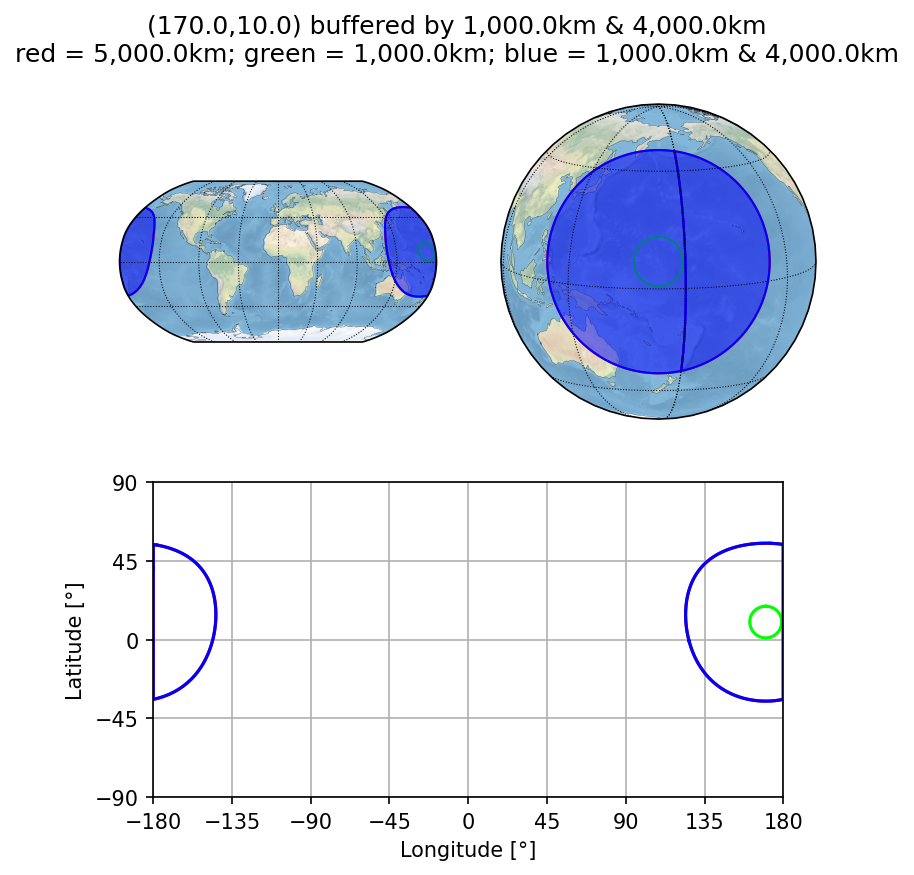 (170.0,10.0) buffered by 1,000.0km & 4,000.0km
red = 5,000.0km; green = 1,000.0km; blue = 1,000.0km & 4,000.0km
90
45
0
−45
−90
Latitude [°]
−180 −135 −90 −45 0 45 90 135 180
Longitude [°]